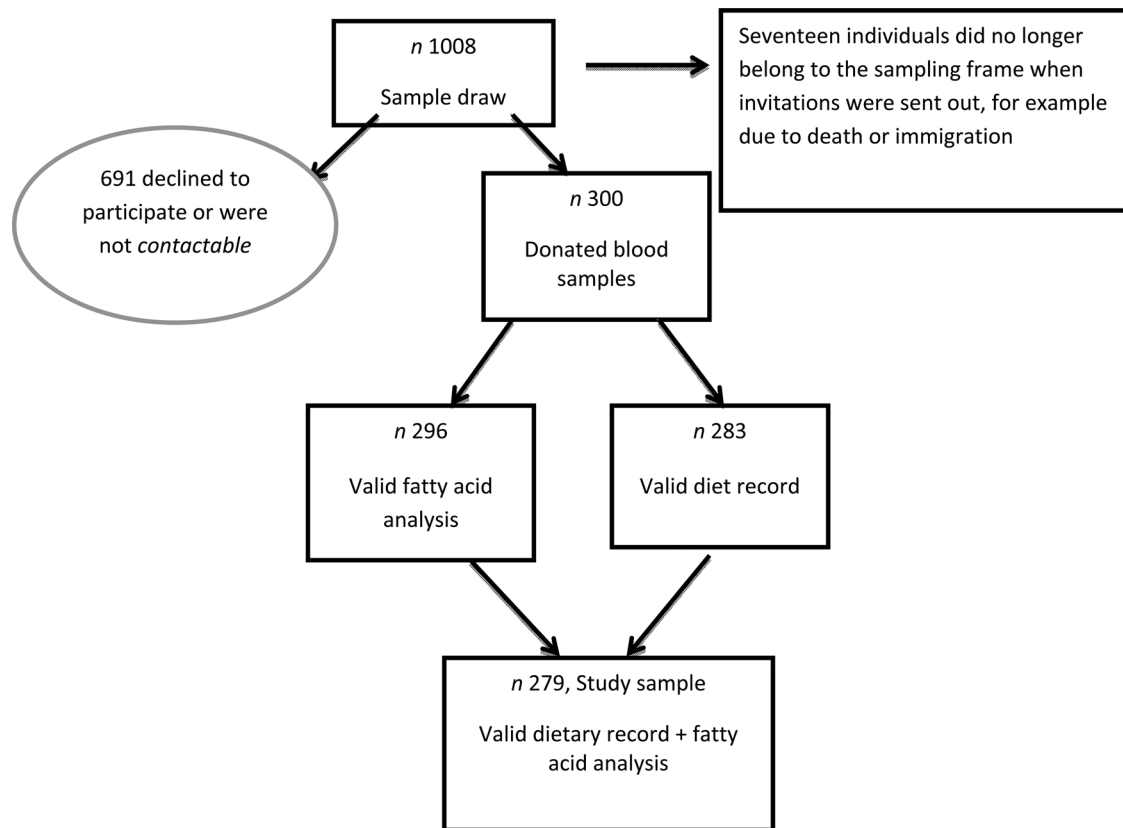 n 1008
Sample draw
Seventeen individuals did no longer
belong to the sampling frame when
invitations were sent out, for example
due to death or immigration
691 declined to
participate or were
not contactable
n 300
Donated blood
samples
n 296
Valid fatty acid
analysis
n 283
Valid diet record
n 279, Study sample
Valid dietary record + fatty
acid analysis